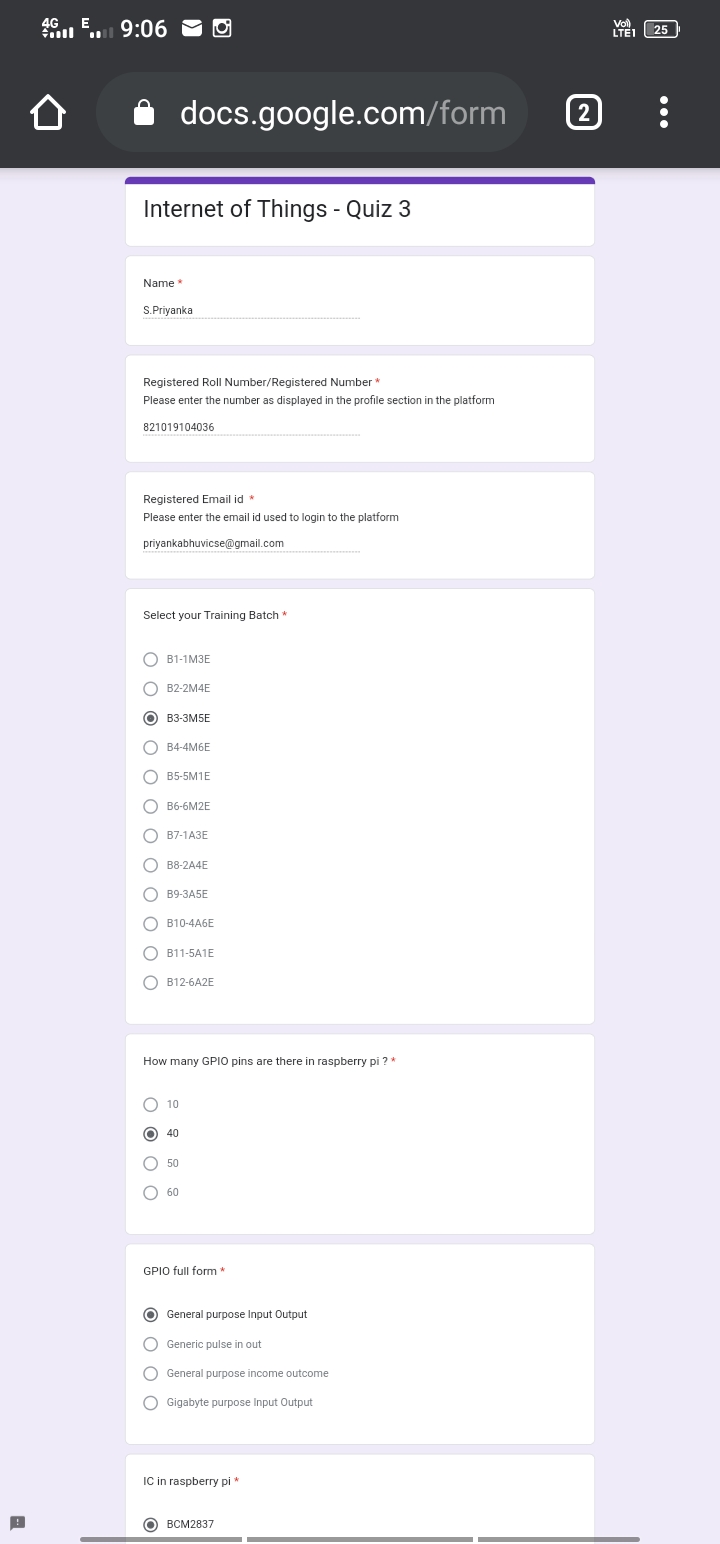 4G E 9:06 Vo)) LTE1 25
docs.google.com/form 2
Internet of Things - Quiz 3
Name *
S.Priyanka
Registered Roll Number/Registered Number *
Please enter the number as displayed in the profile section in the platform
821019104036
Registered Email id *
Please enter the email id used to login to the platform
priyankabhuvicse@gmail.com
Select your Training Batch *
B1-1M3E
B2-2M4E
B3-3M5E
B4-4M6E
B5-5M1E
B6-6M2E
B7-1A3E
B8-2A4E
B9-3A5E
B10-4A6E
B11-5A1E
B12-6A2E
How many GPIO pins are there in raspberry pi ? *
10
40
50
60
GPIO full form *
General purpose Input Output
Generic pulse in out
General purpose income outcome
Gigabyte purpose Input Output
IC in raspberry pi *
BCM2837